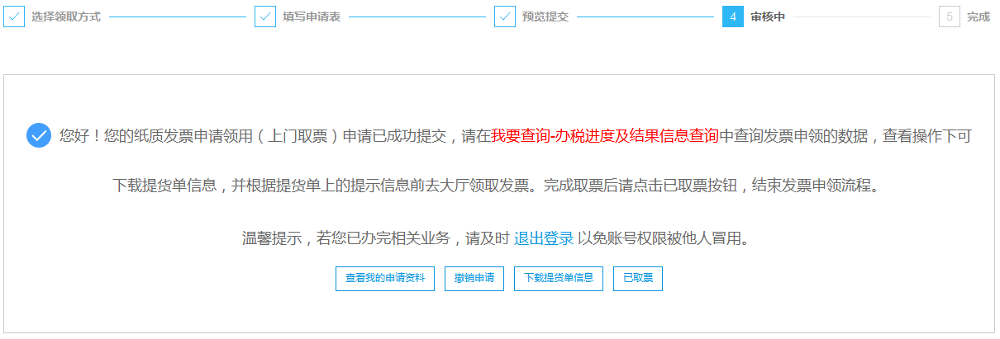 选择领取方式 填写申请表 预览提交 4 审核中 5 完成
您好！您的纸质发票申请领用（上门取票）申请已成功提交，请在我要查询-办税进度及结果信息查询中查询发票申领的数据，查看操作下可
下载提货单信息，并根据提货单上的提示信息前去大厅领取发票。完成取票后请点击已取票按钮，结束发票申领流程。
温馨提示，若您已办完相关业务，请及时 退出登录 以免账号权限被他人冒用。
查看我的申请资料 撤销申请 下载提货单信息 已取票